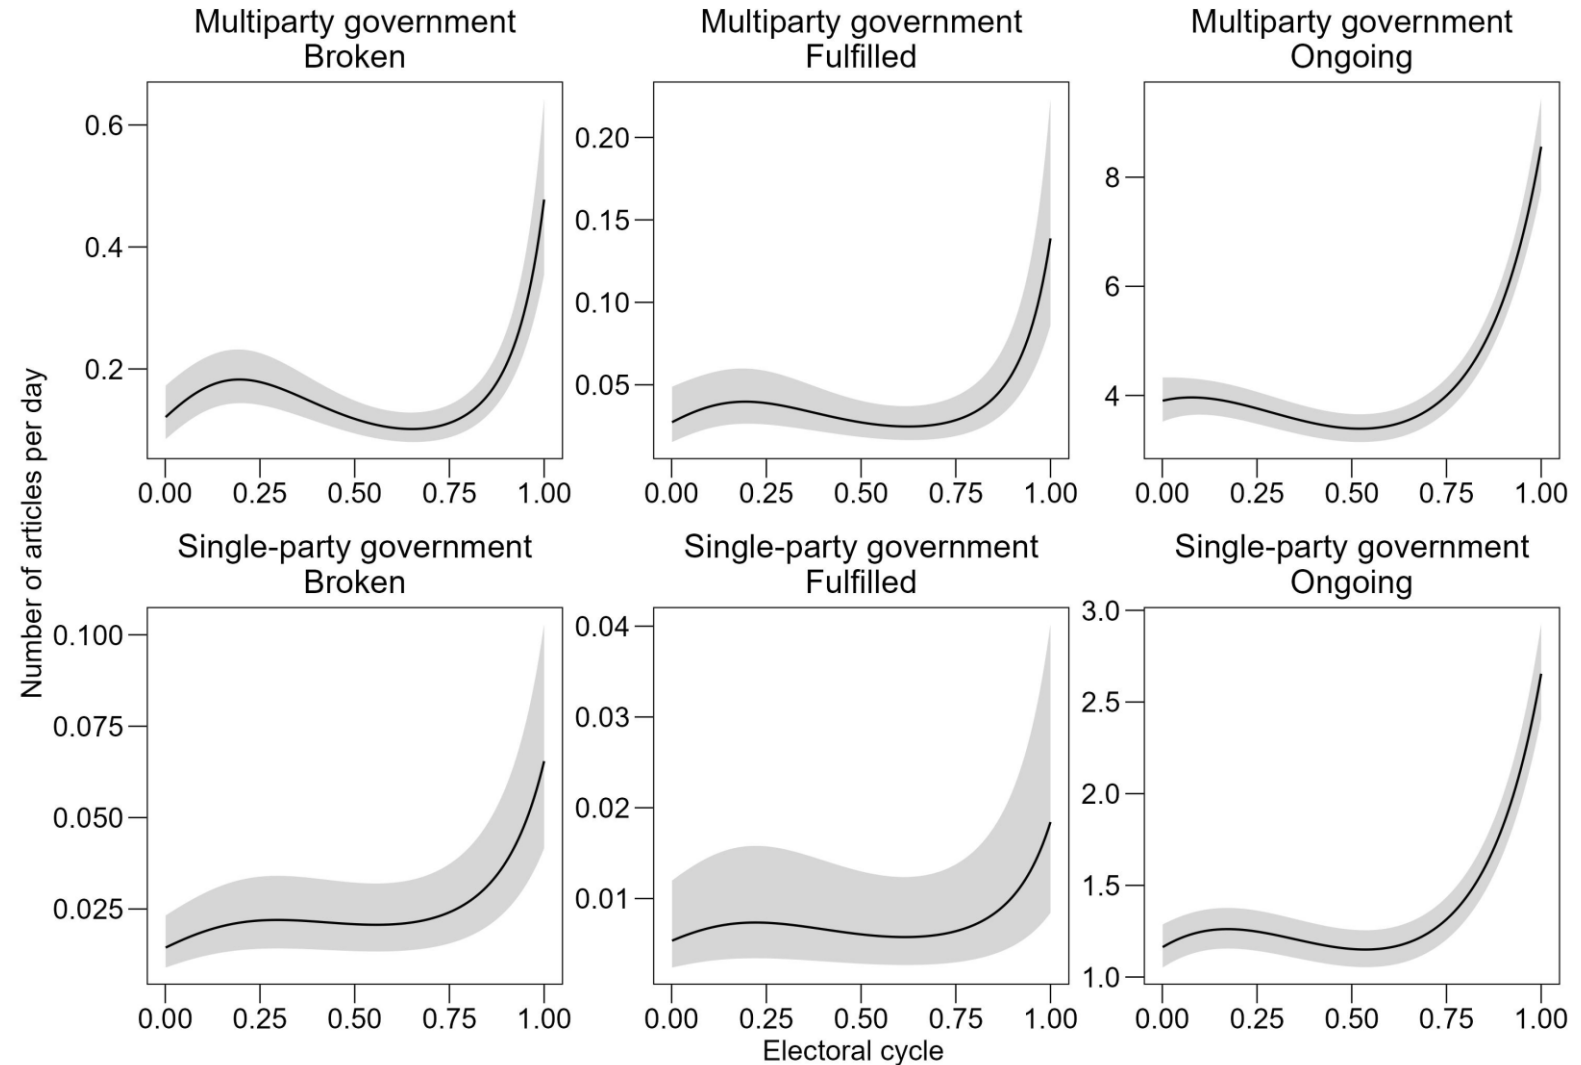 Multiparty government
Broken
Multiparty government
Fulfilled
Multiparty government
Ongoing
0.6
0.4
0.2
0.20
0.15
0.10
0.05
8
6
4
0.00 0.25 0.50 0.75 1.00
0.00 0.25 0.50 0.75 1.00
0.00 0.25 0.50 0.75 1.00
Number of articles per day
Single-party government
Broken
Single-party government
Fulfilled
Single-party government
Ongoing
0.100
0.075
0.050
0.025
0.04
0.03
0.02
0.01
3.0
2.5
2.0
1.5
1.0
0.00 0.25 0.50 0.75 1.00
0.00 0.25 0.50 0.75 1.00
0.00 0.25 0.50 0.75 1.00
Electoral cycle